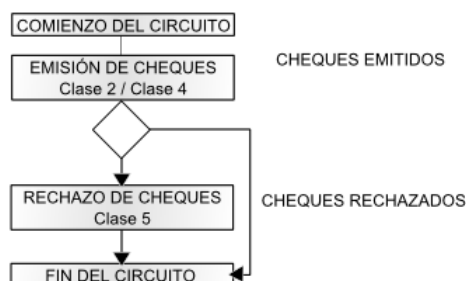 COMIENZO DEL CIRCUITO
EMISIÓN DE CHEQUES
Clase 2 / Clase 4
CHEQUES EMITIDOS
RECHAZO DE CHEQUES
Clase 5
CHEQUES RECHAZADOS
FIN DEL CIRCUITO